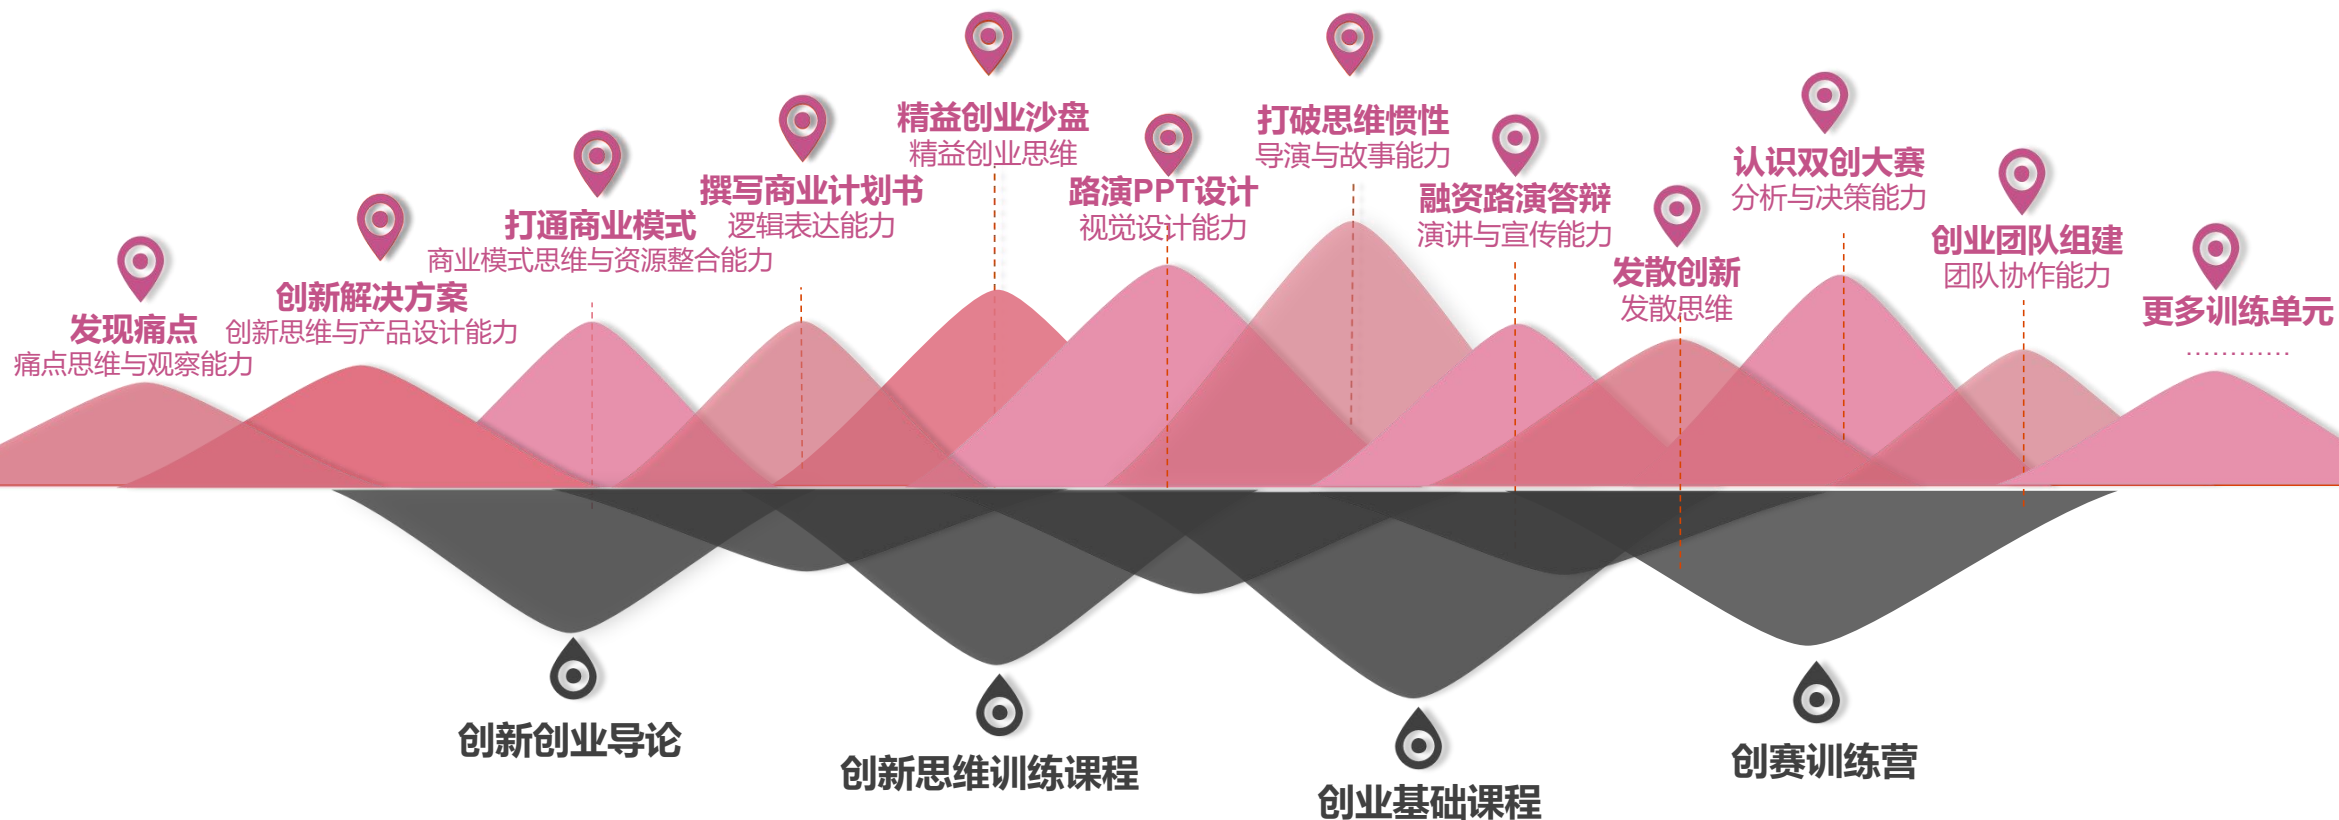 发现痛点
痛点思维与观察能力
创新解决方案
创新思维与产品设计能力
打通商业模式
商业模式思维与资源整合能力
撰写商业计划书
逻辑表达能力
精益创业沙盘
精益创业思维
路演PPT设计
视觉设计能力
打破思维惯性
导演与故事能力
融资路演答辩
演讲与宣传能力
发散创新
发散思维
认识双创大赛
分析与决策能力
创业团队组建
团队协作能力
更多训练单元
…………
创新创业导论
创新思维训练课程
创业基础课程
创赛训练营